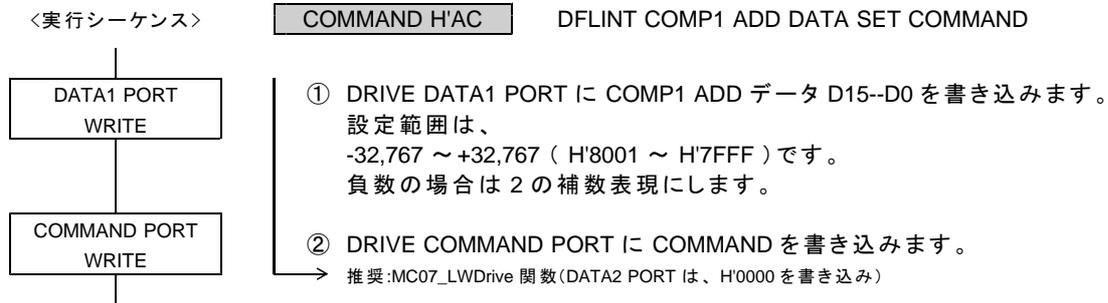 <実行シーケンス>
COMMAND H'AC
DFLINT COMP1 ADD DATA SET COMMAND
DATA1 PORT
WRITE
① DRIVE DATA1 PORT に COMP1 ADD データ D15--D0 を書き込みます。
設定範囲は、
-32,767 ～ +32,767 ( H'8001 ～ H'7FFF ) です。
負数の場合は 2 の補数表現にします。
COMMAND PORT
WRITE
② DRIVE COMMAND PORT に COMMAND を書き込みます。
推奨:MC07_LWDrive 関数(DATA2 PORT は、H'0000 を書き込み)